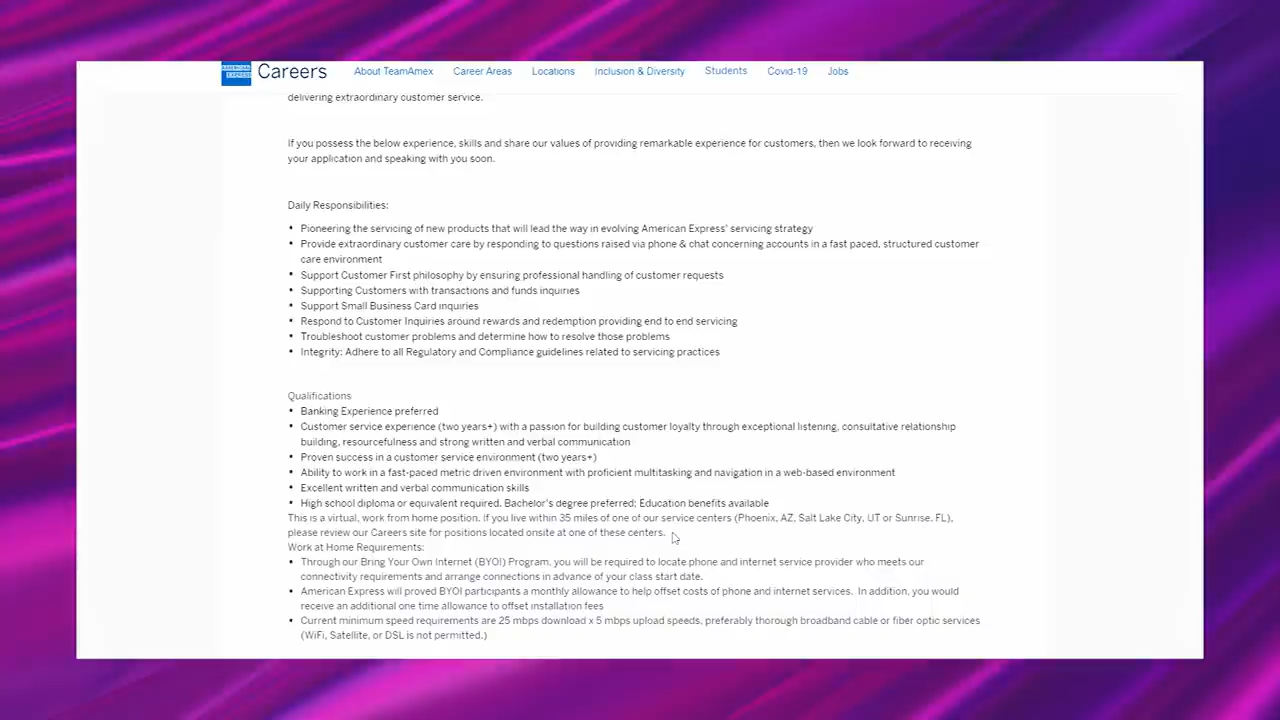 AMERICAN EXPRESS Careers About TeamAmex Career Areas Locations Inclusion & Diversity Students Covid-19 Jobs
delivering extraordinary customer service.
If you possess the below experience, skills and share our values of providing remarkable experience for customers, then we look forward to receiving
your application and speaking with you soon.
Daily Responsibilities:
• Pioneering the servicing of new products that will lead the way in evolving American Express' servicing strategy
• Provide extraordinary customer care by responding to questions raised via phone & chat concerning accounts in a fast paced, structured customer
care environment
• Support Customer First philosophy by ensuring professional handling of customer requests
• Supporting Customers with transactions and funds inquiries
• Support Small Business Card inquiries
• Respond to Customer Inquiries around rewards and redemption providing end to end servicing
• Troubleshoot customer problems and determine how to resolve those problems
• Integrity: Adhere to all Regulatory and Compliance guidelines related to servicing practices
Qualifications
• Banking Experience preferred
• Customer service experience (two years+) with a passion for building customer loyalty through exceptional listening, consultative relationship
building, resourcefulness and strong written and verbal communication
• Proven success in a customer service environment (two years+)
• Ability to work in a fast-paced metric driven environment with proficient multitasking and navigation in a web-based environment
• Excellent written and verbal communication skills
• High school diploma or equivalent required. Bachelor's degree preferred; Education benefits available
This is a virtual, work from home position. If you live within 35 miles of one of our service centers (Phoenix, AZ, Salt Lake City, UT or Sunrise, FL),
please review our Careers site for positions located onsite at one of these centers.
Work at Home Requirements:
• Through our Bring Your Own Internet (BYOI) Program, you will be required to locate phone and internet service provider who meets our
connectivity requirements and arrange connections in advance of your class start date.
• American Express will proved BYOI participants a monthly allowance to help offset costs of phone and internet services. In addition, you would
receive an additional one time allowance to offset installation fees
• Current minimum speed requirements are 25 mbps download x 5 mbps upload speeds, preferably thorough broadband cable or fiber optic services
(WiFi, Satellite, or DSL is not permitted.)